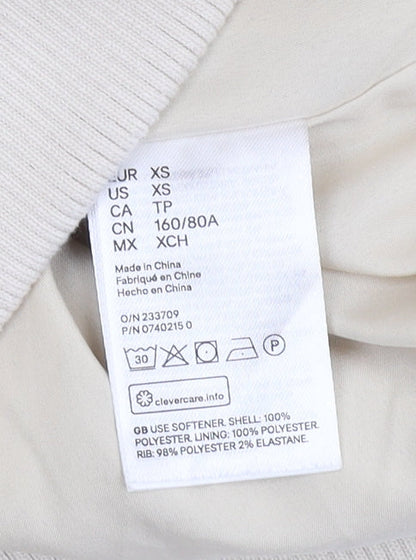 EUR XS
US XS
CA TP
CN 160/80A
MX XCH
Made in China
Fabriqué en Chine
Hecho en China
O/N 233709
P/N 0740215 0
30 P
clevercare.info
GB USE SOFTENER. SHELL: 100%
POLYESTER. LINING: 100% POLYESTER.
RIB: 98% POLYESTER 2% ELASTANE.